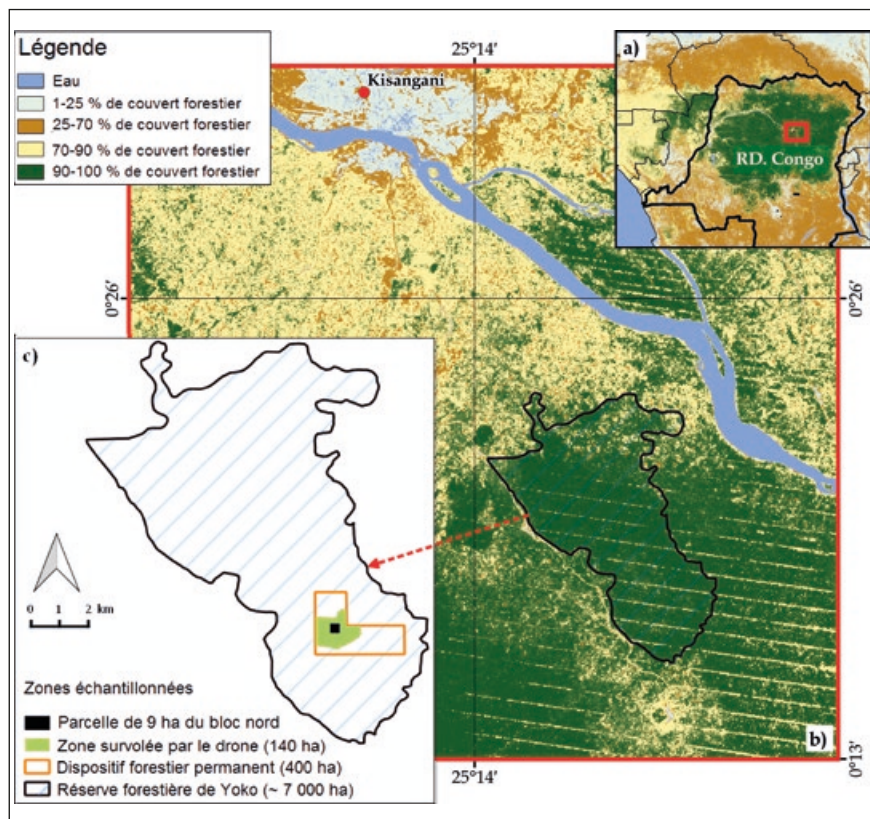 Légende
Eau
1-25 % de couvert forestier
25-70 % de couvert forestier
70-90 % de couvert forestier
90-100 % de couvert forestier
25°14′
Kisangani
a)
RD. Congo
0°26′
0°26′
c)
0 1 2 km
Zones échantillonnées
Parcelle de 9 ha du bloc nord
Zone survolée par le drone (140 ha)
Dispositif forestier permanent (400 ha)
Réserve forestière de Yoko (~ 7 000 ha)
b)
25°14′
0°13′